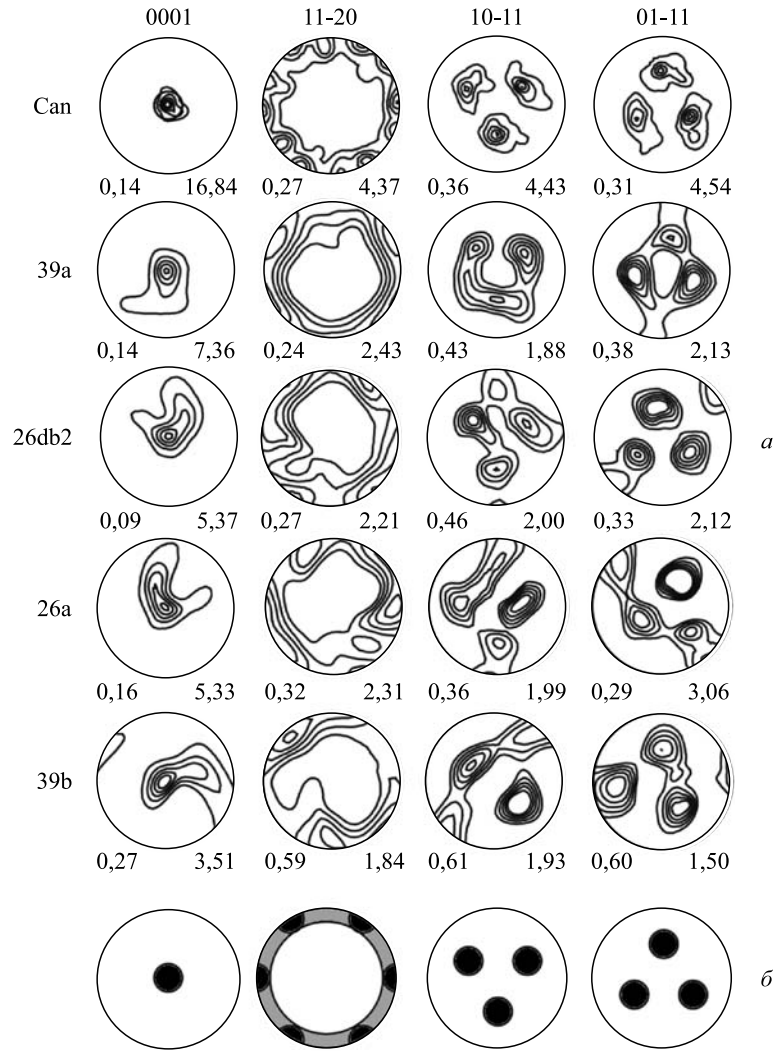 0001 11-20 10-11 01-11
Can
0,14 16,84 0,27 4,37 0,36 4,43 0,31 4,54
39a
0,14 7,36 0,24 2,43 0,43 1,88 0,38 2,13
26db2
а
0,09 5,37 0,27 2,21 0,46 2,00 0,33 2,12
26a
0,16 5,33 0,32 2,31 0,36 1,99 0,29 3,06
39b
0,27 3,51 0,59 1,84 0,61 1,93 0,60 1,50
б